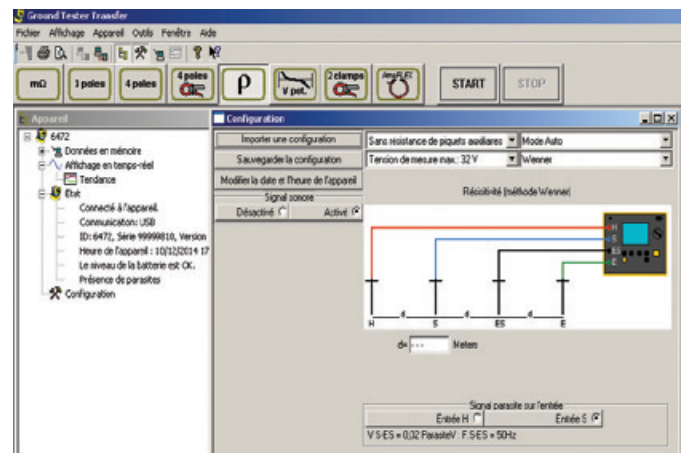 Ground Tester Transfer
Fichier Affichage Appareil Outils Fenêtre Aide
mΩ 3 poles 4 poles 4 poles ρ V pot. 2 clamps AmpFLEX START STOP
Appareil
6472
Données en mémoire
Affichage en temps-réel
Tendance
Etat
Connecté à l'appareil.
Communication: USB
ID: 6472, Série 99999810, Version
Heure de l'appareil : 10/12/2014 17
Le niveau de la batterie est OK.
Présence de parasites
Configuration
Configuration
Importer une configuration
Sans résistance de piquets auxiliaires Mode Auto
Sauvegarder la configuration
Tension de mesure max.: 32 V Wenner
Modifier la date et l'heure de l'appareil
Signal sonore
Désactivé Activé
Résistivité (méthode Wenner)
H
S
ES
E
H d S d ES d E
d= --- Meters
Signal parasite sur l'entrée
Entrée H Entrée S
V S-ES = 0,02 ParasiteV : F.S-ES = 50Hz